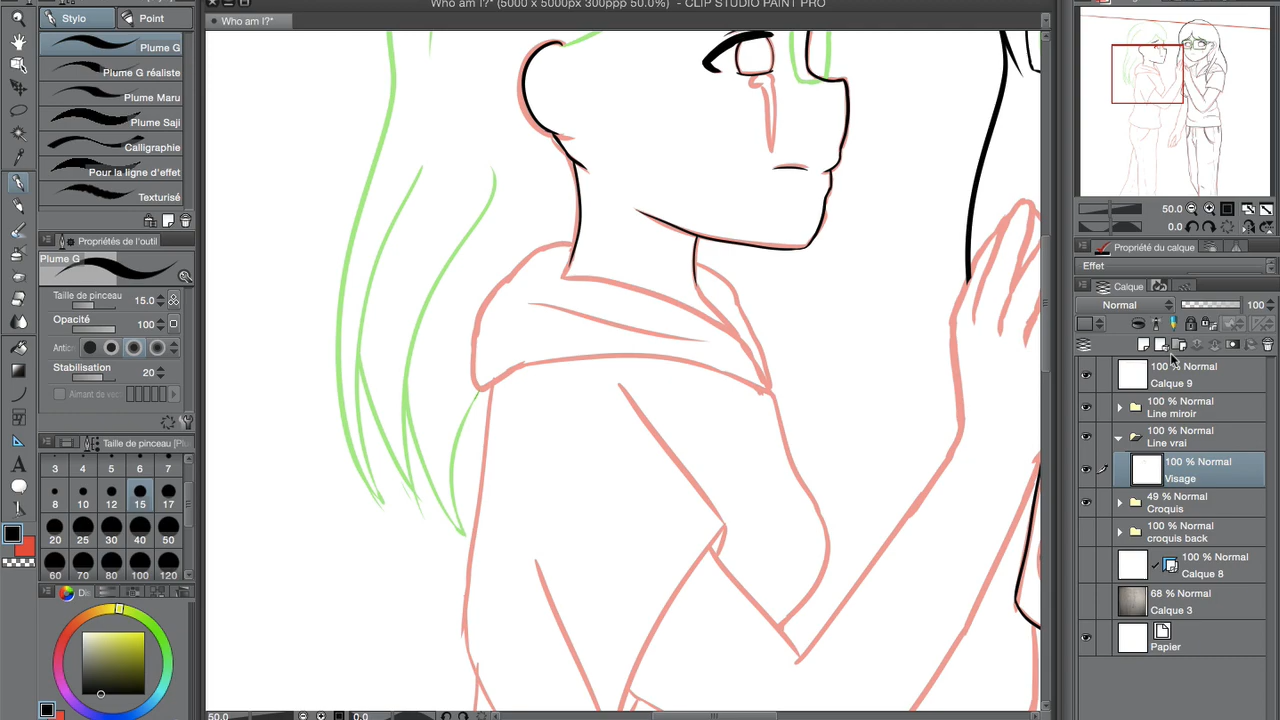 Who am I?* (5000 x 5000px 300ppp 50.0%)  - CLIP STUDIO PAINT PRO
Who am I?*
Stylo
Point
Plume G
Plume G réaliste
Plume Maru
Plume Saji
Calligraphie
Pour la ligne d'effet
Texturisé
Propriétés de l'outil
Plume G
Taille de pinceau 15.0
Opacité 100
Stabilisation 20
Aimant de vec
Taille de pinceau [Plu
3 4 5 6 7
8 10 12 15 17
20 25 30 40 50
60 70 80 100 120
50.0
0.0
50.0
0.0
Propriété du calque
Effet
Calque
Normal 100
100 % Normal
Calque 9
100 % Normal
Line miroir
100 % Normal
Line vrai
100 % Normal
Visage
49 % Normal
Croquis
100 % Normal
croquis back
100 % Normal
Calque 8
68 % Normal
Calque 3
Papier